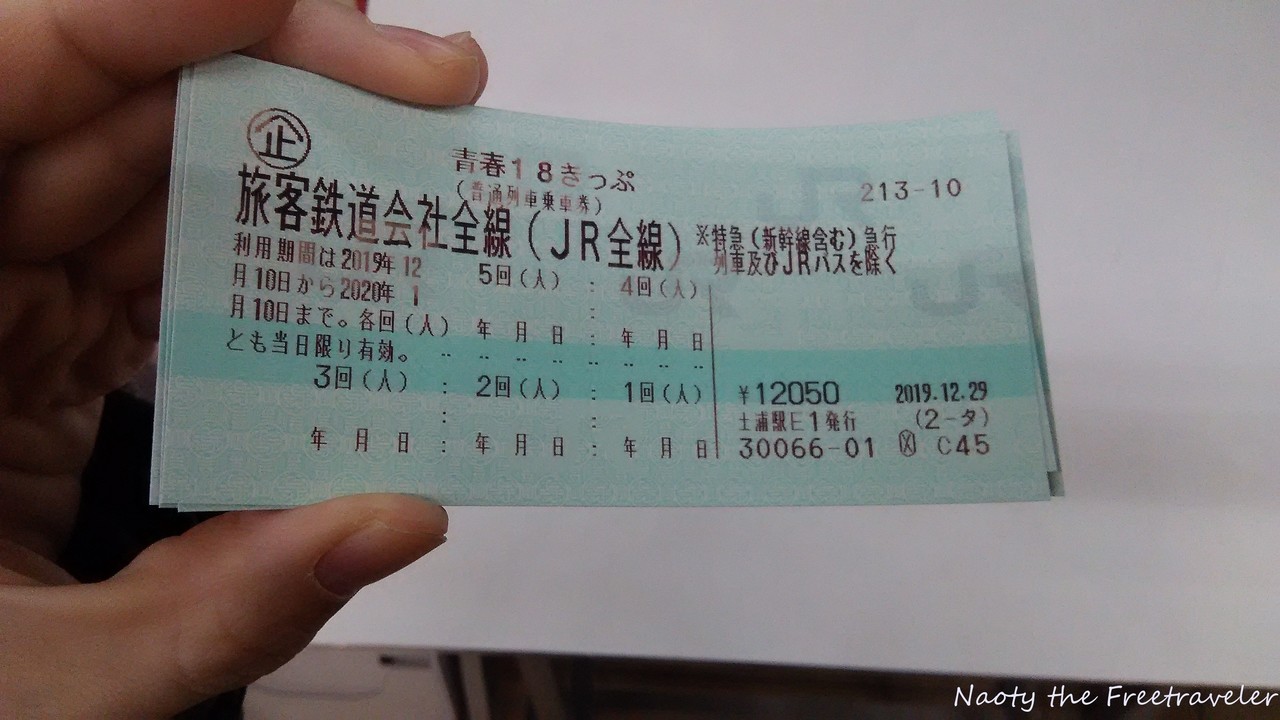 企
青春18きっぷ
(普通列車乗車券)
213-10
旅客鉄道会社全線(JR全線)
※特急(新幹線含む)急行
列車及びJRバスを除く
利用期間は2019年12
月10日から2020年 1
月10日まで。各回(人)
とも当日限り有効。
5回(人) : 4回(人)
年 月 日 : 年 月 日
3回(人) : 2回(人) : 1回(人)
年 月 日 : 年 月 日 : 年 月 日
¥12050 2019.12.29
土浦駅E1発行 (2-タ)
30066-01 C45
Naoty the Freetraveler